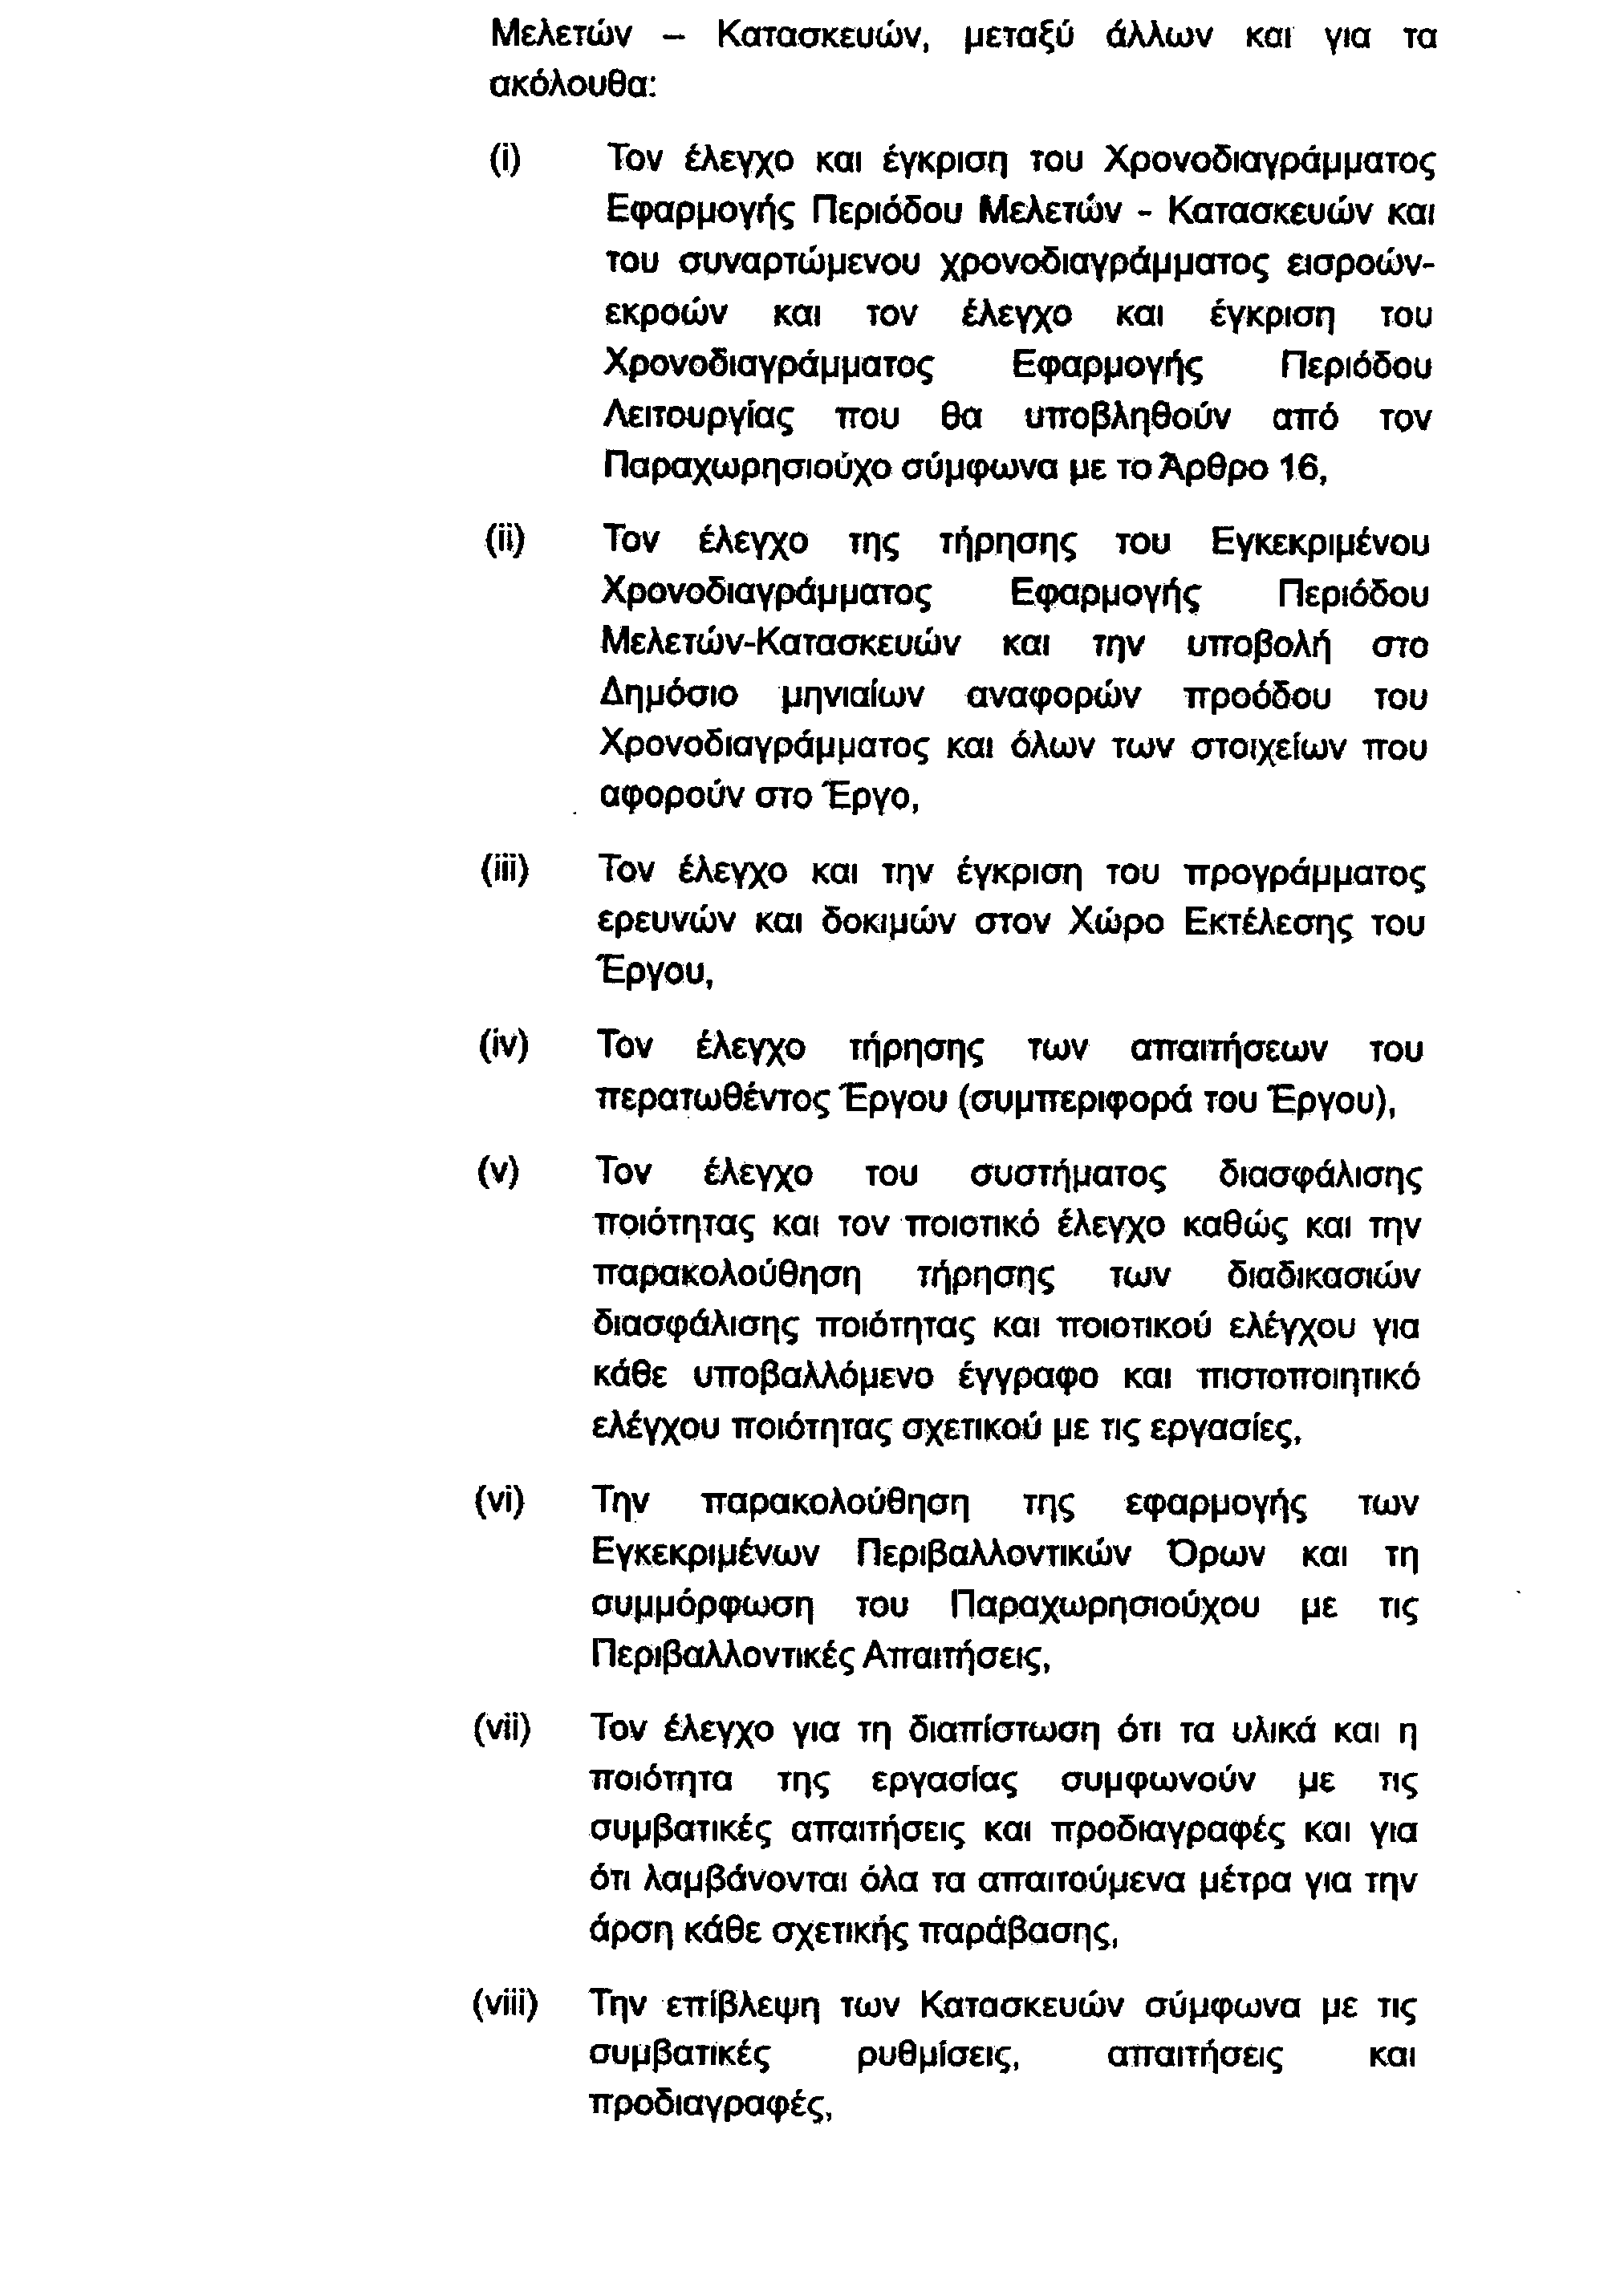 Μελετών – Κατασκευών, μεταξύ άλλων και για τα
ακόλουθα:
(i) Τον έλεγχο και έγκριση του Χρονοδιαγράμματος
Εφαρμογής Περιόδου Μελετών - Κατασκευών και
του συναρτώμενου χρονοδιαγράμματος εισροών-
εκροών και τον έλεγχο και έγκριση του
Χρονοδιαγράμματος Εφαρμογής Περιόδου
Λειτουργίας που θα υποβληθούν από τον
Παραχωρησιούχο σύμφωνα με το Άρθρο 16,
(ii) Τον έλεγχο της τήρησης του Εγκεκριμένου
Χρονοδιαγράμματος Εφαρμογής Περιόδου
Μελετών-Κατασκευών και την υποβολή στο
Δημόσιο μηνιαίων αναφορών προόδου του
Χρονοδιαγράμματος και όλων των στοιχείων που
αφορούν στο Έργο,
(iii) Τον έλεγχο και την έγκριση του προγράμματος
ερευνών και δοκιμών στον Χώρο Εκτέλεσης του
Έργου,
(iv) Τον έλεγχο τήρησης των απαιτήσεων του
περατωθέντος Έργου (συμπεριφορά του Έργου),
(v) Τον έλεγχο του συστήματος διασφάλισης
ποιότητας και τον ποιοτικό έλεγχο καθώς και την
παρακολούθηση τήρησης των διαδικασιών
διασφάλισης ποιότητας και ποιοτικού ελέγχου για
κάθε υποβαλλόμενο έγγραφο και πιστοποιητικό
ελέγχου ποιότητας σχετικού με τις εργασίες,
(vi) Την παρακολούθηση της εφαρμογής των
Εγκεκριμένων Περιβαλλοντικών Όρων και τη
συμμόρφωση του Παραχωρησιούχου με τις
Περιβαλλοντικές Απαιτήσεις,
(vii) Τον έλεγχο για τη διαπίστωση ότι τα υλικά και η
ποιότητα της εργασίας συμφωνούν με τις
συμβατικές απαιτήσεις και προδιαγραφές και για
ότι λαμβάνονται όλα τα απαιτούμενα μέτρα για την
άρση κάθε σχετικής παράβασης,
(viii) Την επίβλεψη των Κατασκευών σύμφωνα με τις
συμβατικές ρυθμίσεις, απαιτήσεις και
προδιαγραφές,